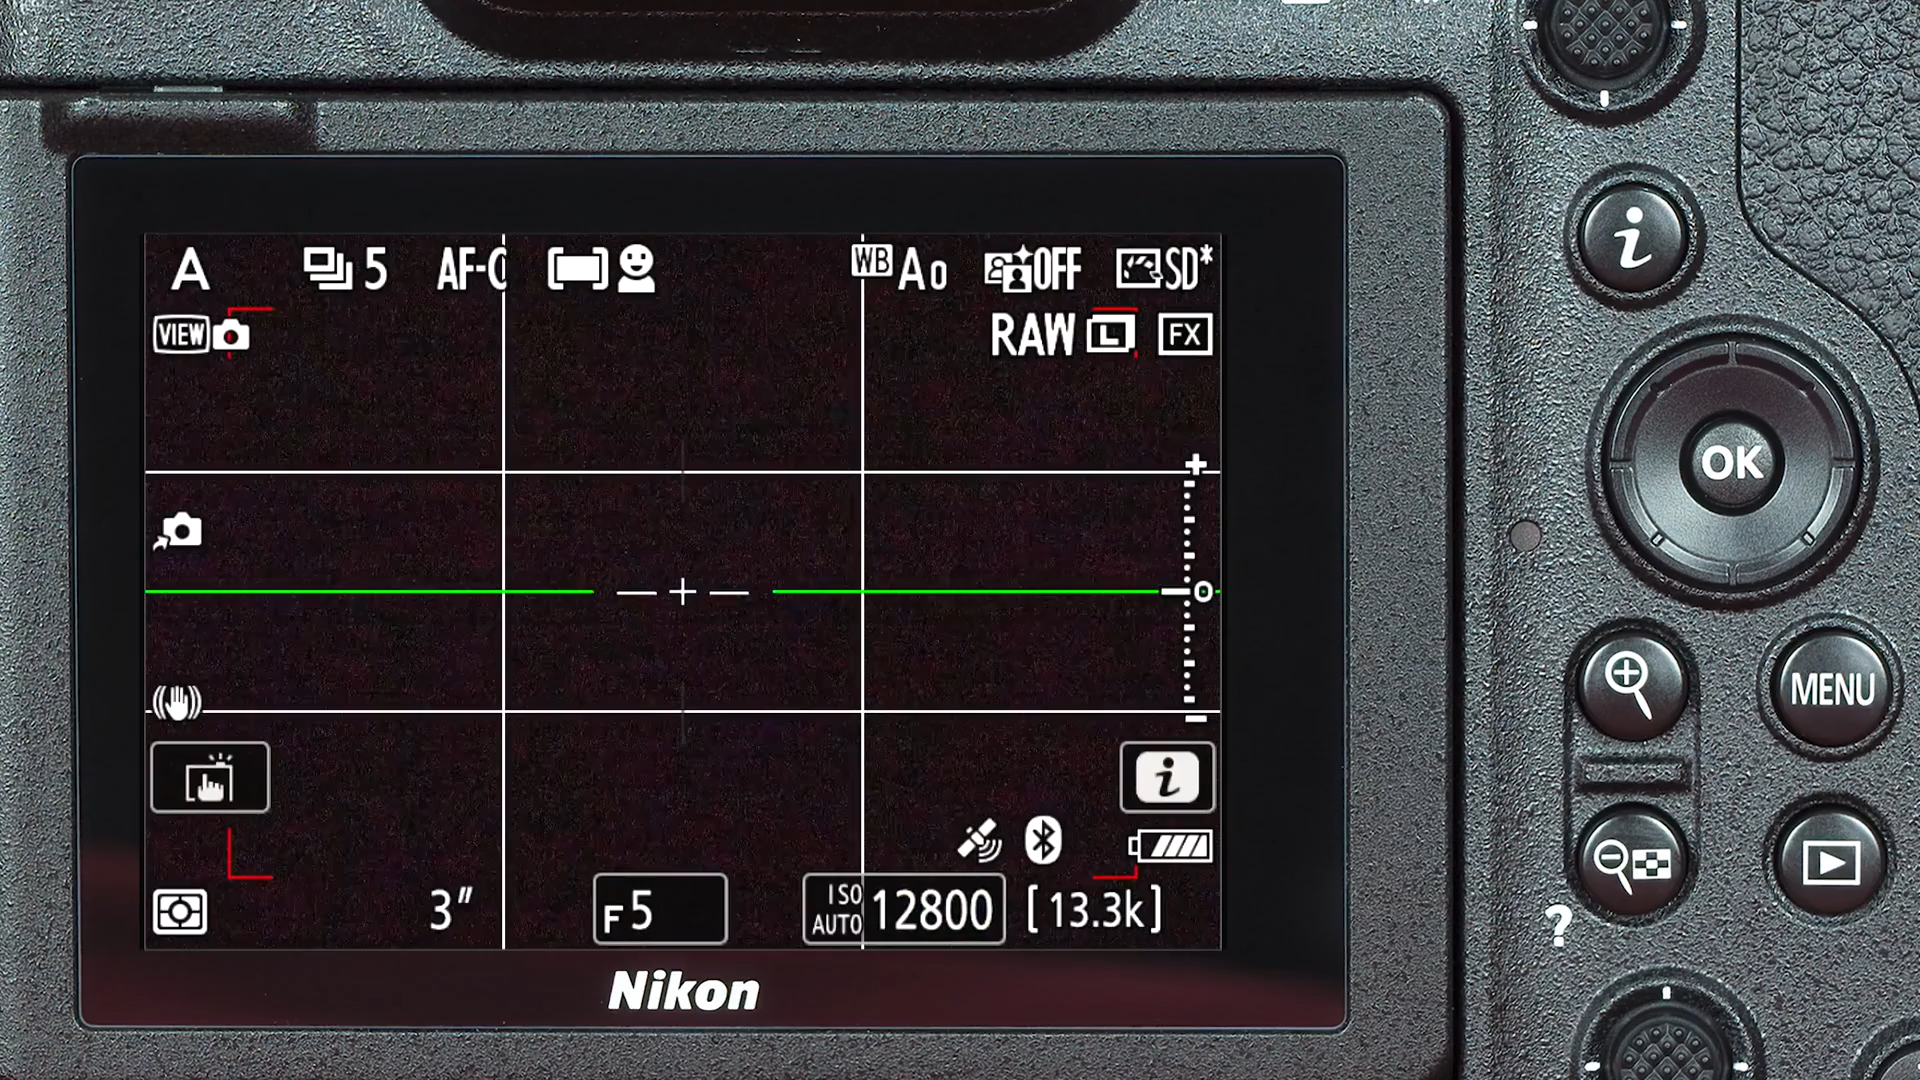 A 5 AF-C WB A0 OFF SD*
VIEW RAW L FX
i
OK
+
MENU
i
3" F5 ISO AUTO 12800 [13.3k]
?
Nikon